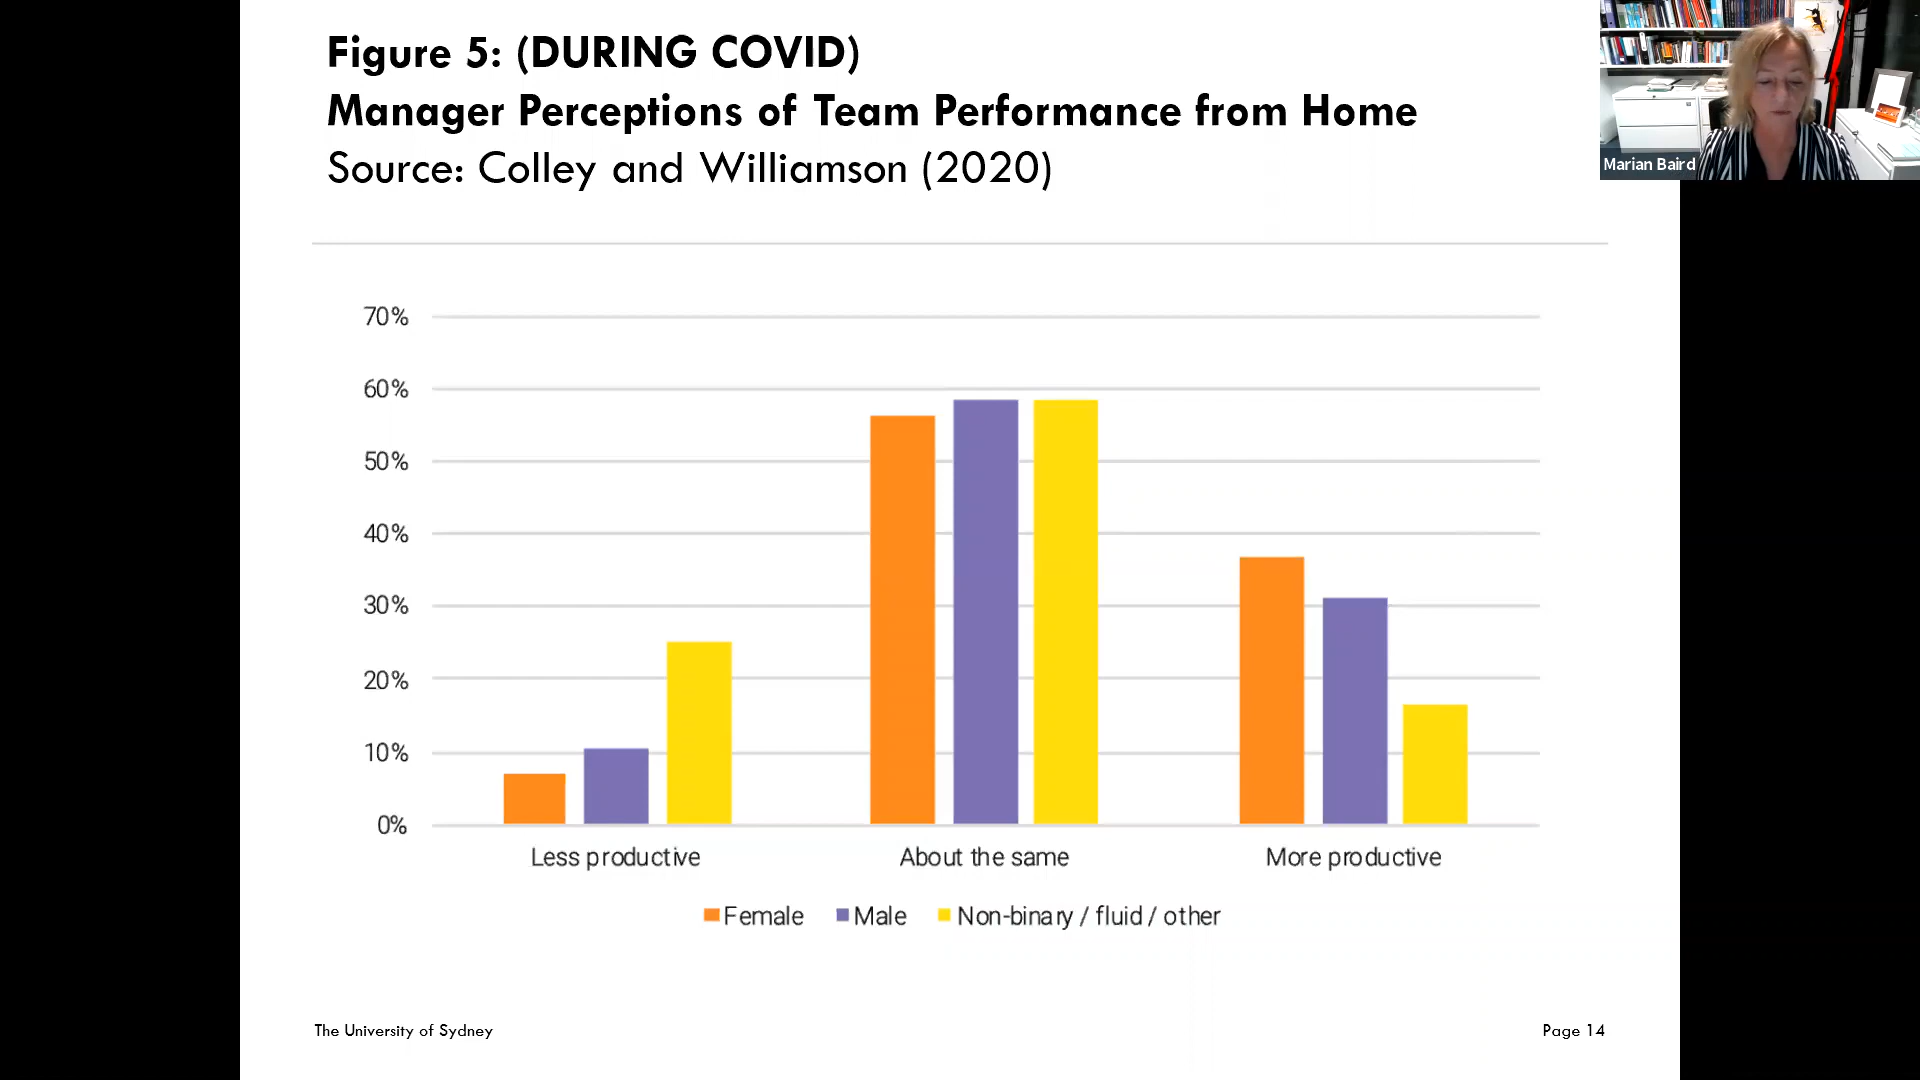 Figure 5: (DURING COVID)
Manager Perceptions of Team Performance from Home
Source: Colley and Williamson (2020)
Marian Baird
70%
60%
50%
40%
30%
20%
10%
0%
Less productive
About the same
More productive
Female
Male
Non-binary / fluid / other
The University of Sydney
Page 14